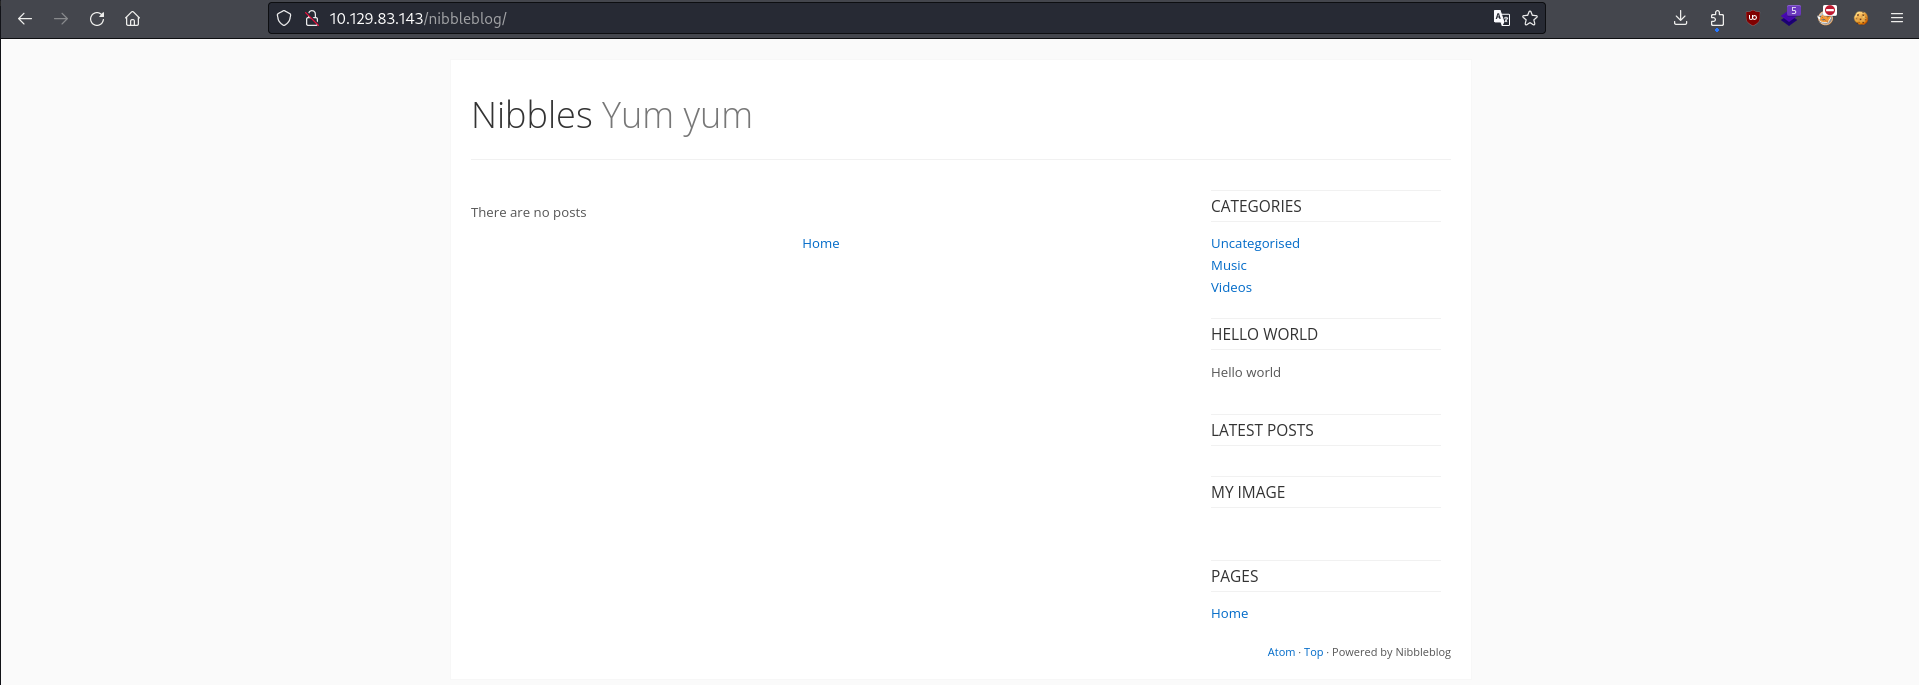 10.129.83.143/nibbleblog/
5
Nibbles Yum yum
There are no posts
Home
CATEGORIES
Uncategorised
Music
Videos
HELLO WORLD
Hello world
LATEST POSTS
MY IMAGE
PAGES
Home
Atom · Top · Powered by Nibbleblog